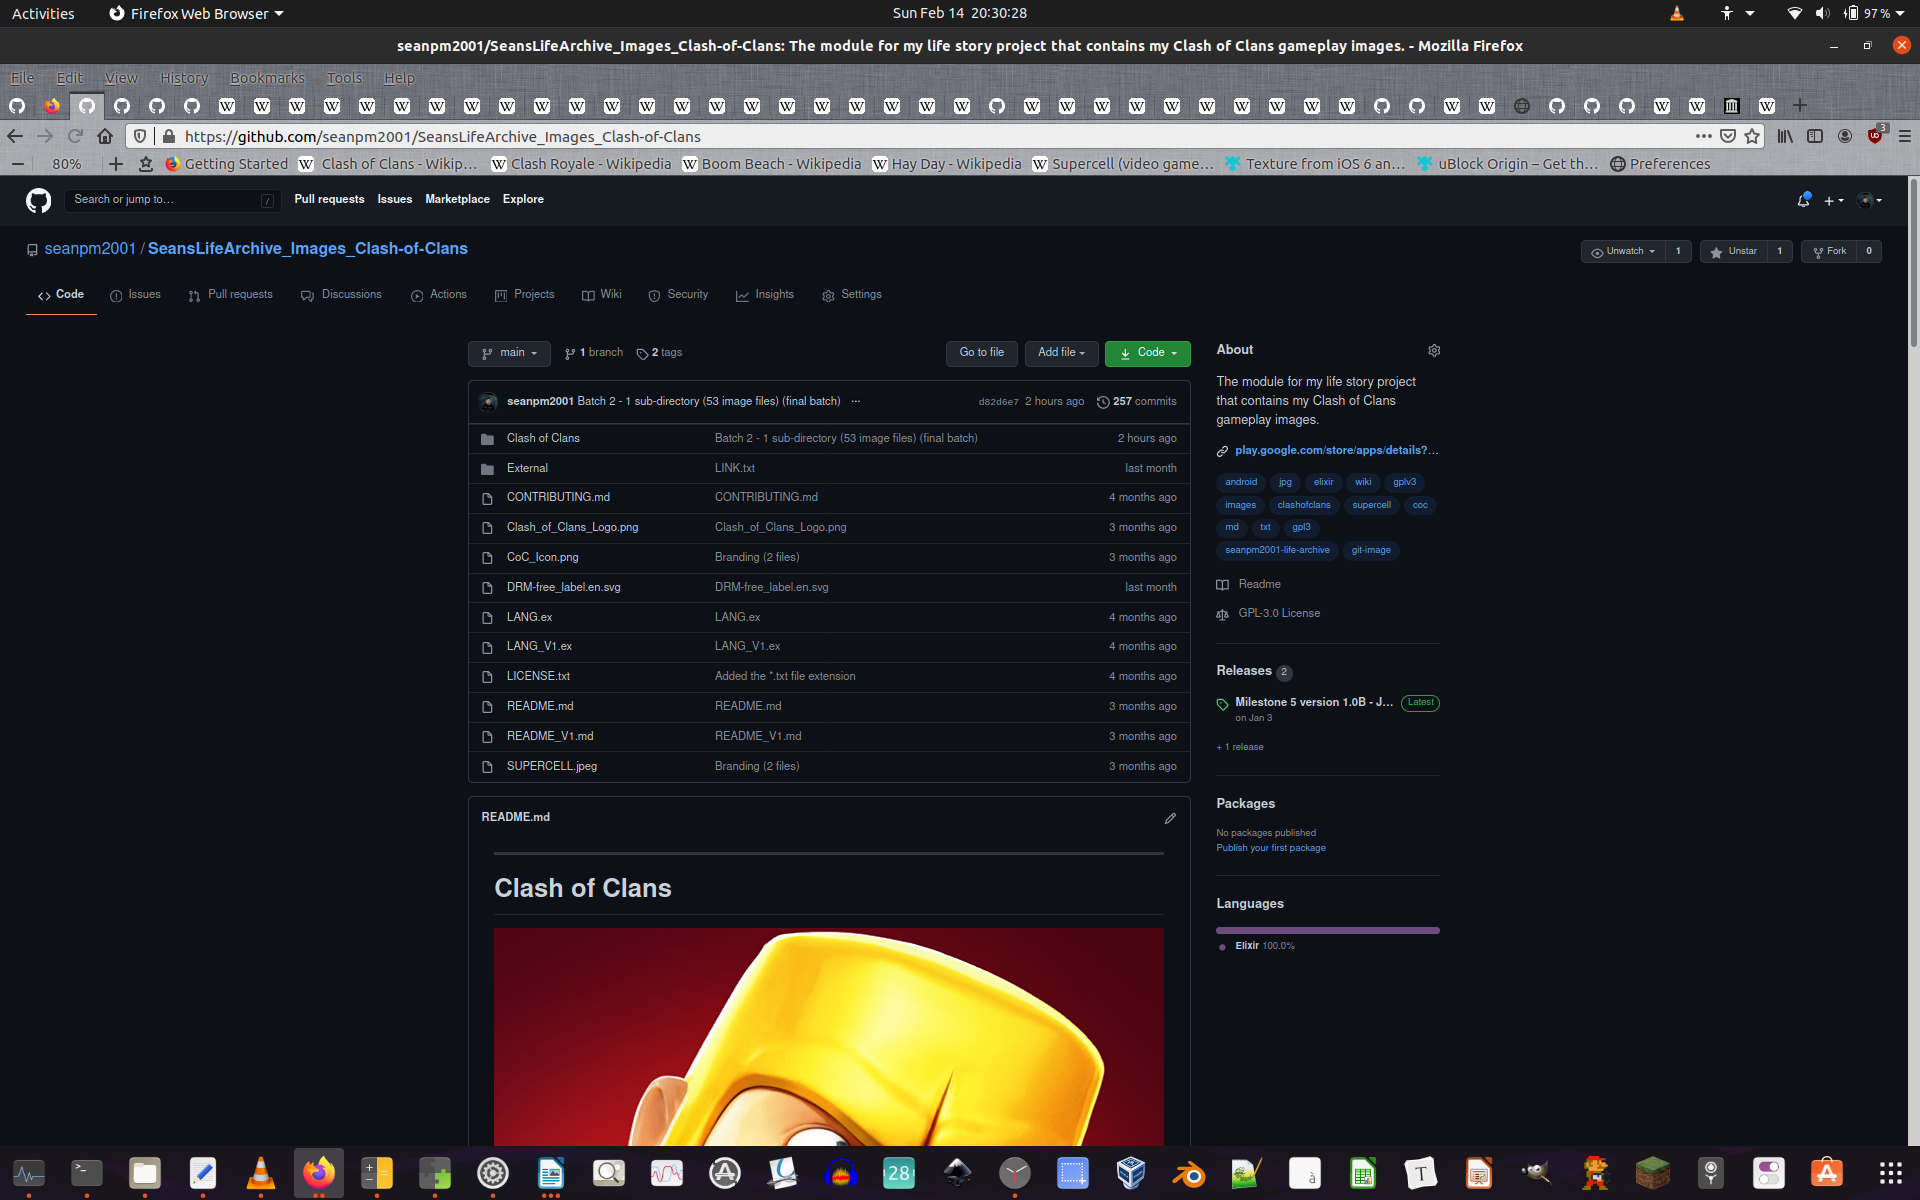 Activities Firefox Web Browser Sun Feb 14 20:30:28 97 %
seanpm2001/SeansLifeArchive_Images_Clash-of-Clans: The module for my life story project that contains my Clash of Clans gameplay images. - Mozilla Firefox
File Edit View History Bookmarks Tools Help
https://github.com/seanpm2001/SeansLifeArchive_Images_Clash-of-Clans 3
80% Getting Started Clash of Clans - Wikip… Clash Royale - Wikipedia Boom Beach - Wikipedia Hay Day - Wikipedia Supercell (video game… Texture from iOS 6 an… uBlock Origin – Get th… Preferences
Search or jump to… / Pull requests Issues Marketplace Explore
seanpm2001 / SeansLifeArchive_Images_Clash-of-Clans Unwatch 1 Unstar 1 Fork 0
Code Issues Pull requests Discussions Actions Projects Wiki Security Insights Settings
main 1 branch 2 tags Go to file Add file Code
seanpm2001 Batch 2 - 1 sub-directory (53 image files) (final batch) ... d82d6e7 2 hours ago 257 commits
Clash of Clans Batch 2 - 1 sub-directory (53 image files) (final batch) 2 hours ago
External LINK.txt last month
CONTRIBUTING.md CONTRIBUTING.md 4 months ago
Clash_of_Clans_Logo.png Clash_of_Clans_Logo.png 3 months ago
CoC_Icon.png Branding (2 files) 3 months ago
DRM-free_label.en.svg DRM-free_label.en.svg last month
LANG.ex LANG.ex 4 months ago
LANG_V1.ex LANG_V1.ex 4 months ago
LICENSE.txt Added the *.txt file extension 4 months ago
README.md README.md 3 months ago
README_V1.md README_V1.md 3 months ago
SUPERCELL.jpeg Branding (2 files) 3 months ago
README.md
Clash of Clans
About
The module for my life story project
that contains my Clash of Clans
gameplay images.
play.google.com/store/apps/details?…
android jpg elixir wiki gplv3
images clashofclans supercell coc
md txt gpl3
seanpm2001-life-archive git-image
Readme
GPL-3.0 License
Releases 2
Milestone 5 version 1.0B - J… Latest
on Jan 3
+ 1 release
Packages
No packages published
Publish your first package
Languages
Elixir 100.0%
28